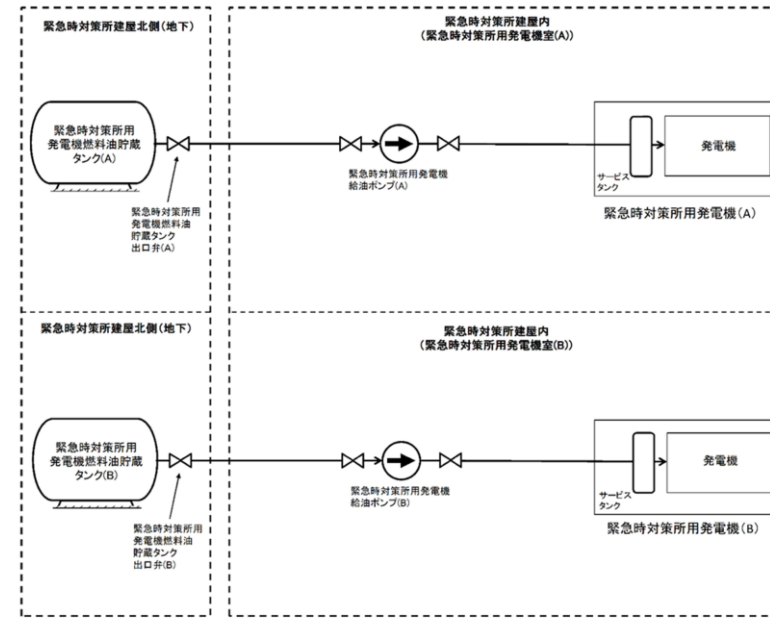 緊急時対策所建屋北側(地下)
緊急時対策所建屋内
(緊急時対策所用発電機室(A))
緊急時対策所用
発電機燃料油貯蔵
タンク(A)
発電機
緊急時対策所用発電機
給油ポンプ(A)
サービス
タンク
緊急時対策所用発電機(A)
緊急時対策所用
発電機燃料油
貯蔵タンク
出口弁(A)
緊急時対策所建屋北側(地下)
緊急時対策所建屋内
(緊急時対策所用発電機室(B))
緊急時対策所用
発電機燃料油貯蔵
タンク(B)
発電機
緊急時対策所用発電機
給油ポンプ(B)
サービス
タンク
緊急時対策所用発電機(B)
緊急時対策所用
発電機燃料油
貯蔵タンク
出口弁(B)